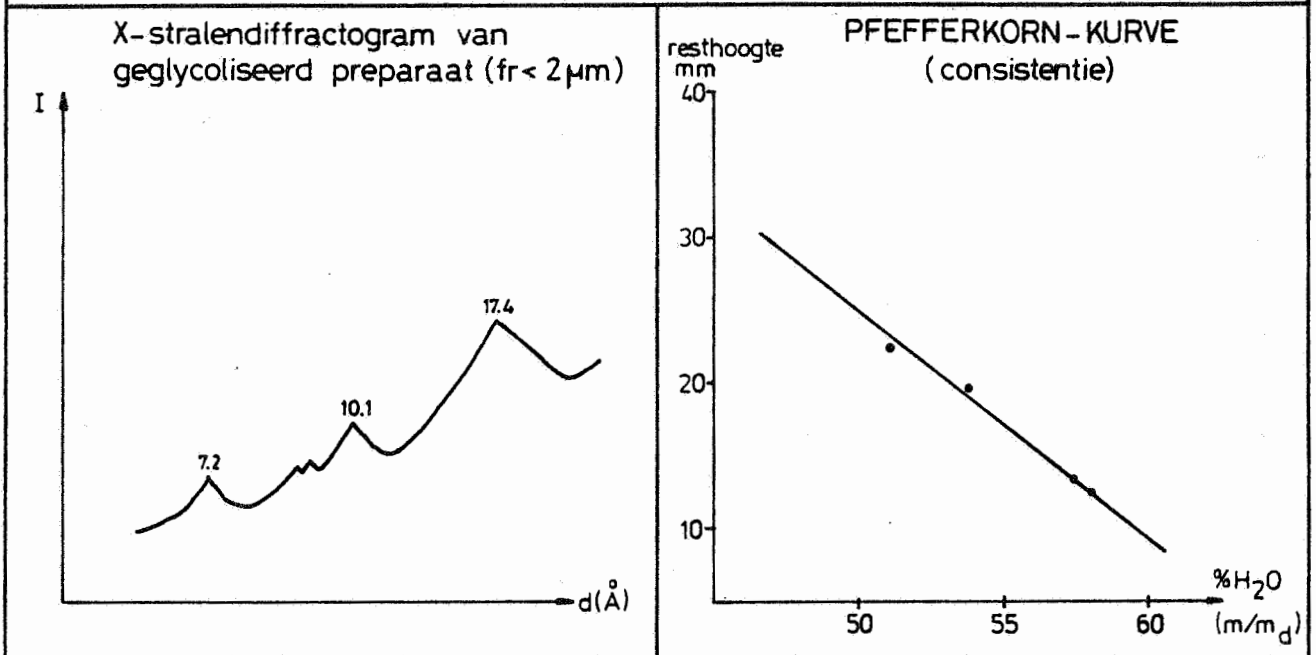 X-stralendiffractogram van
geglycoliseerd preparaat (fr< 2μm)
I
17.4
10.1
7.2
d(Å)
PFEFFERKORN-KURVE
(consistentie)
resthoogte
mm
40
30
20
10
50
55
60
%H₂O
(m/m_d)